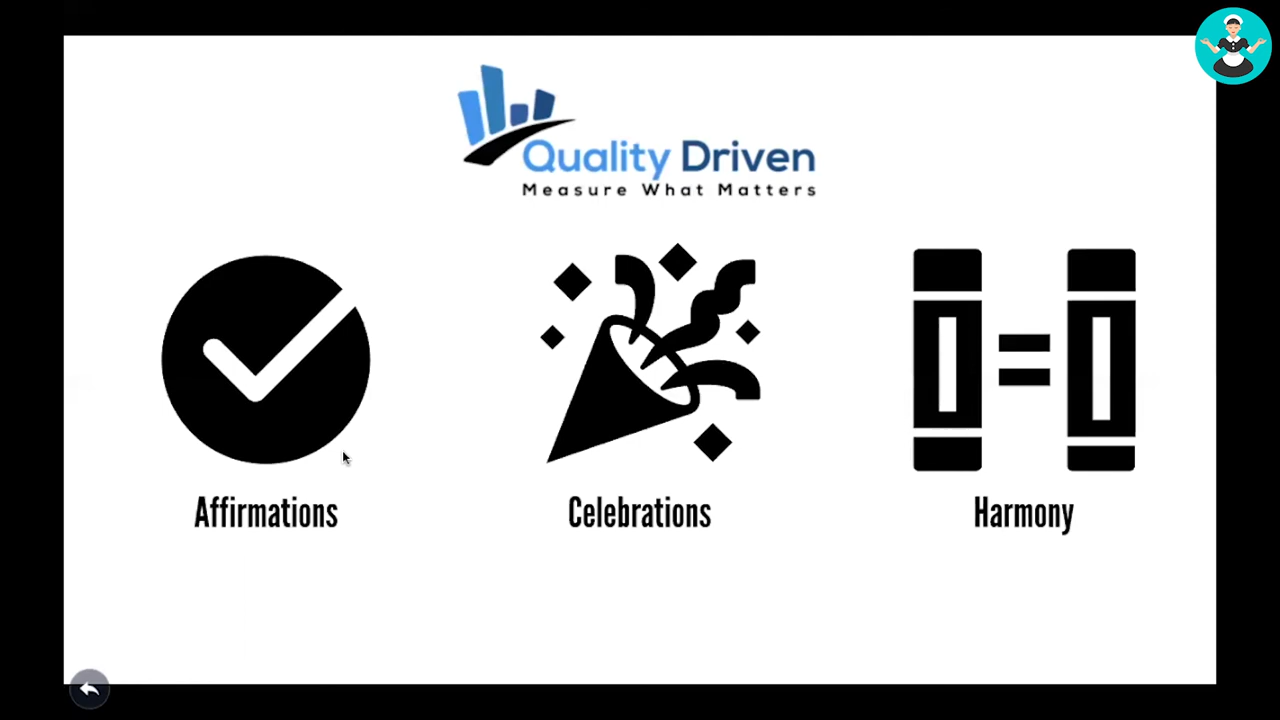 Quality Driven
Measure What Matters
Affirmations
Celebrations
Harmony